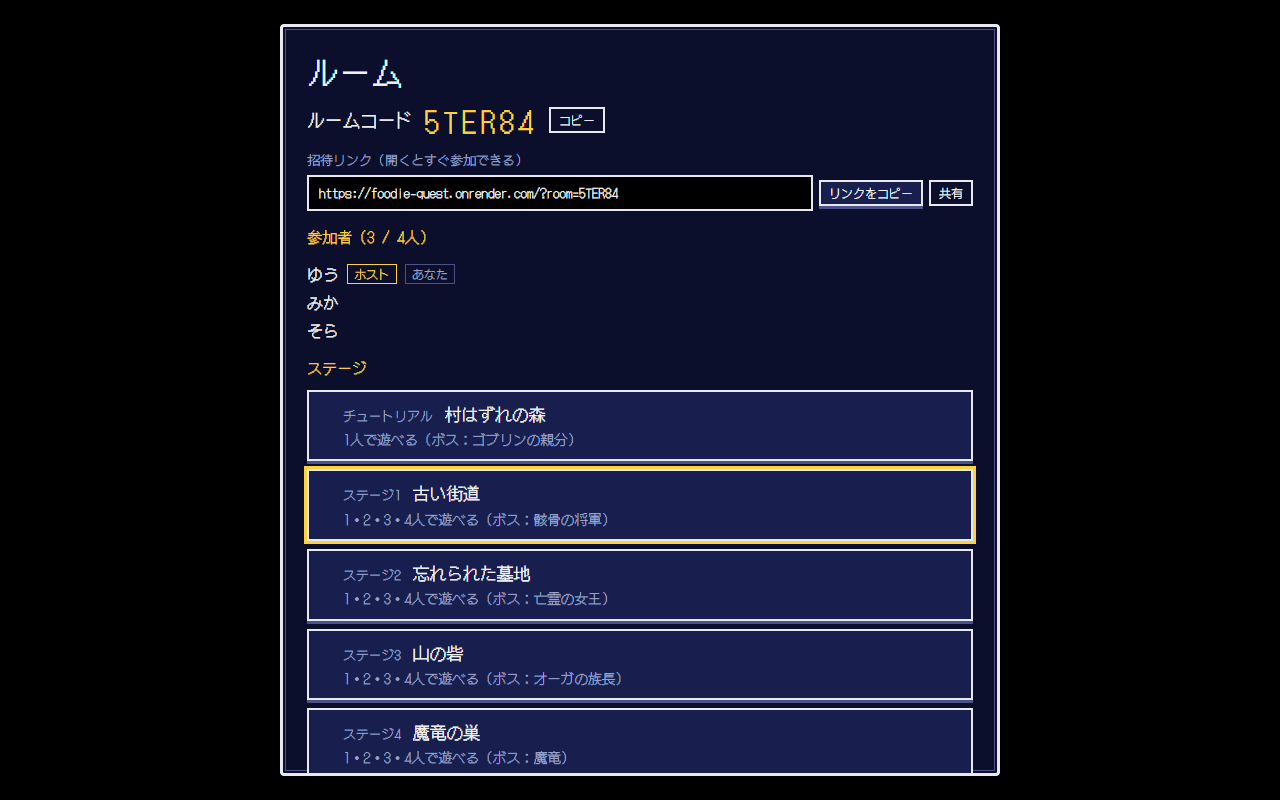 ルーム
ルームコード 5TER84 コピー
招待リンク（開くとすぐ参加できる）
https://foodie-quest.onrender.com/?room=5TER84 リンクをコピー 共有
参加者（3 / 4人）
ゆう ホスト あなた
みか
そら
ステージ
チュートリアル 村はずれの森
1人で遊べる（ボス：ゴブリンの親分）
ステージ1 古い街道
1・2・3・4人で遊べる（ボス：骸骨の将軍）
ステージ2 忘れられた墓地
1・2・3・4人で遊べる（ボス：亡霊の女王）
ステージ3 山の砦
1・2・3・4人で遊べる（ボス：オーガの族長）
ステージ4 魔竜の巣
1・2・3・4人で遊べる（ボス：魔竜）